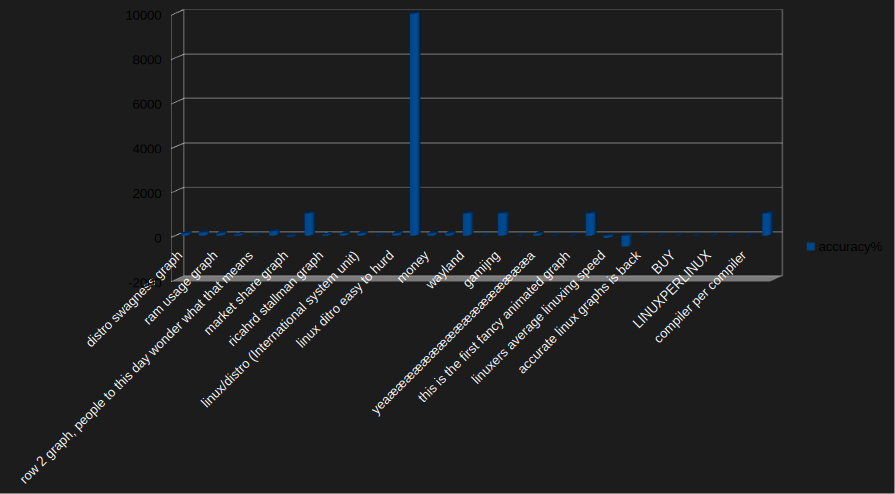 10000
8000
6000
4000
2000
0
distro swagness graph
ram usage graph
row 2 graph, people to this day wonder what that means
market share graph
ricahrd stallman graph
linux/distro (International system unit)
linux ditro easy to hurd
money
wayland
gamijng
yeaæææææææææææææææææææææa
this is the first fancy animated graph
linuxers average linuxing speed
accurate linux graphs is back
BUY
LINUXPERLINUX
compiler per compiler
accuracy%